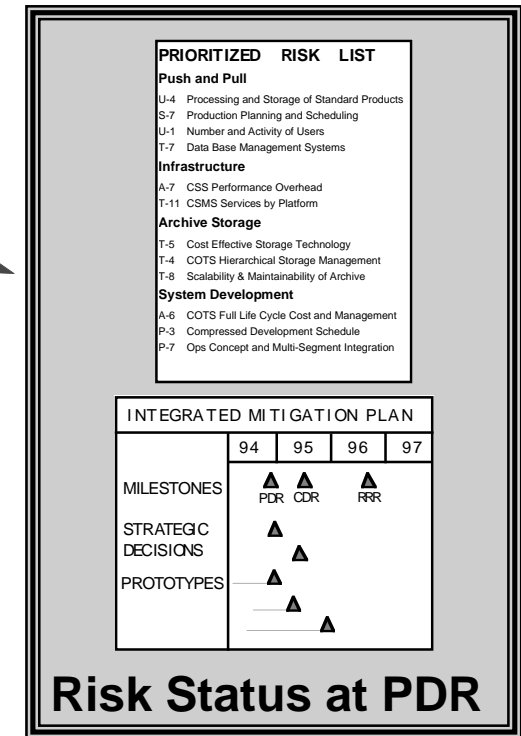 PRIORITIZED RISK LIST
Push and Pull
U-4 Processing and Storage of Standard Products
S-7 Production Planning and Scheduling
U-1 Number and Activity of Users
T-7 Data Base Management Systems
Infrastructure
A-7 CSS Performance Overhead
T-11 CSMS Services by Platform
Archive Storage
T-5 Cost Effective Storage Technology
T-4 COTS Hierarchical Storage Management
T-8 Scalability & Maintainability of Archive
System Development
A-6 COTS Full Life Cycle Cost and Management
P-3 Compressed Development Schedule
P-7 Ops Concept and Multi-Segment Integration
INTEGRATED MITIGATION PLAN
94 95 96 97
MILESTONES
PDR CDR RRR
STRATEGIC
DECISIONS
PROTOTYPES
Risk Status at PDR